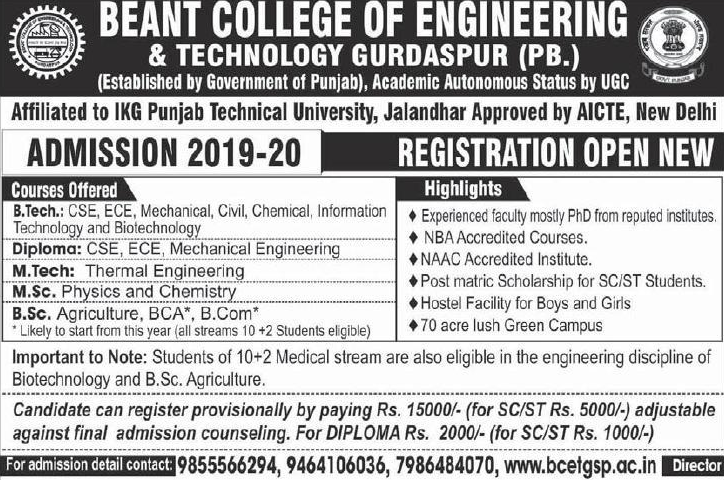 BEANT COLLEGE OF ENGINEERING
& TECHNOLOGY GURDASPUR (PB.)
(Established by Government of Punjab), Academic Autonomous Status by UGC
Affiliated to IKG Punjab Technical University, Jalandhar Approved by AICTE, New Delhi
ADMISSION 2019-20
REGISTRATION OPEN NEW
Courses Offered
B.Tech.: CSE, ECE, Mechanical, Civil, Chemical, Information
Technology and Biotechnology
Diploma: CSE, ECE, Mechanical Engineering
M.Tech: Thermal Engineering
M.Sc. Physics and Chemistry
B.Sc. Agriculture, BCA*, B.Com*
* Likely to start from this year (all streams 10 +2 Students eligible)
Highlights
♦ Experienced faculty mostly PhD from reputed institutes.
♦ NBA Accredited Courses.
♦ NAAC Accredited Institute.
♦ Post matric Scholarship for SC/ST Students.
♦ Hostel Facility for Boys and Girls
♦ 70 acre lush Green Campus
Important to Note: Students of 10+2 Medical stream are also eligible in the engineering discipline of
Biotechnology and B.Sc. Agriculture.
Candidate can register provisionally by paying Rs. 15000/- (for SC/ST Rs. 5000/-) adjustable
against final admission counseling. For DIPLOMA Rs. 2000/- (for SC/ST Rs. 1000/-)
For admission detail contact: 9855566294, 9464106036, 7986484070, www.bcetgsp.ac.in Director